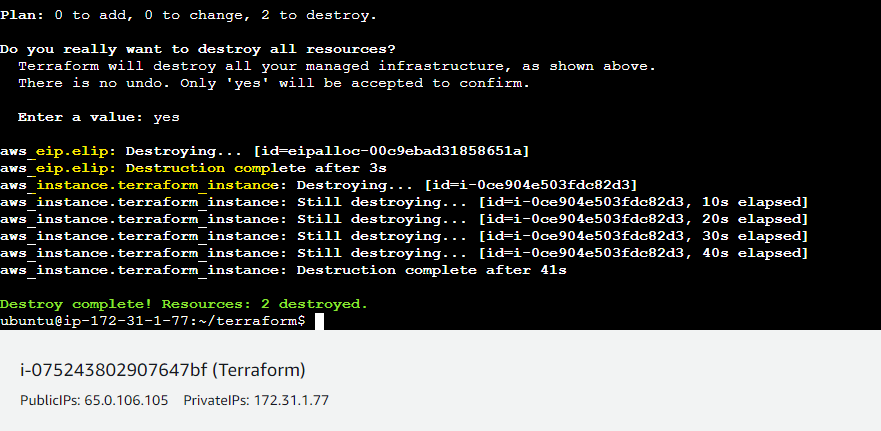 Plan: 0 to add, 0 to change, 2 to destroy.
Do you really want to destroy all resources?
Terraform will destroy all your managed infrastructure, as shown above.
There is no undo. Only 'yes' will be accepted to confirm.
Enter a value: yes
aws_eip.elip: Destroying... [id=eipalloc-00c9ebad31858651a]
aws_eip.elip: Destruction complete after 3s
aws_instance.terraform_instance: Destroying... [id=i-0ce904e503fdc82d3]
aws_instance.terraform_instance: Still destroying... [id=i-0ce904e503fdc82d3, 10s elapsed]
aws_instance.terraform_instance: Still destroying... [id=i-0ce904e503fdc82d3, 20s elapsed]
aws_instance.terraform_instance: Still destroying... [id=i-0ce904e503fdc82d3, 30s elapsed]
aws_instance.terraform_instance: Still destroying... [id=i-0ce904e503fdc82d3, 40s elapsed]
aws_instance.terraform_instance: Destruction complete after 41s
Destroy complete! Resources: 2 destroyed.
ubuntu@ip-172-31-1-77:~/terraform$
i-075243802907647bf (Terraform)
PublicIPs: 65.0.106.105 PrivateIPs: 172.31.1.77